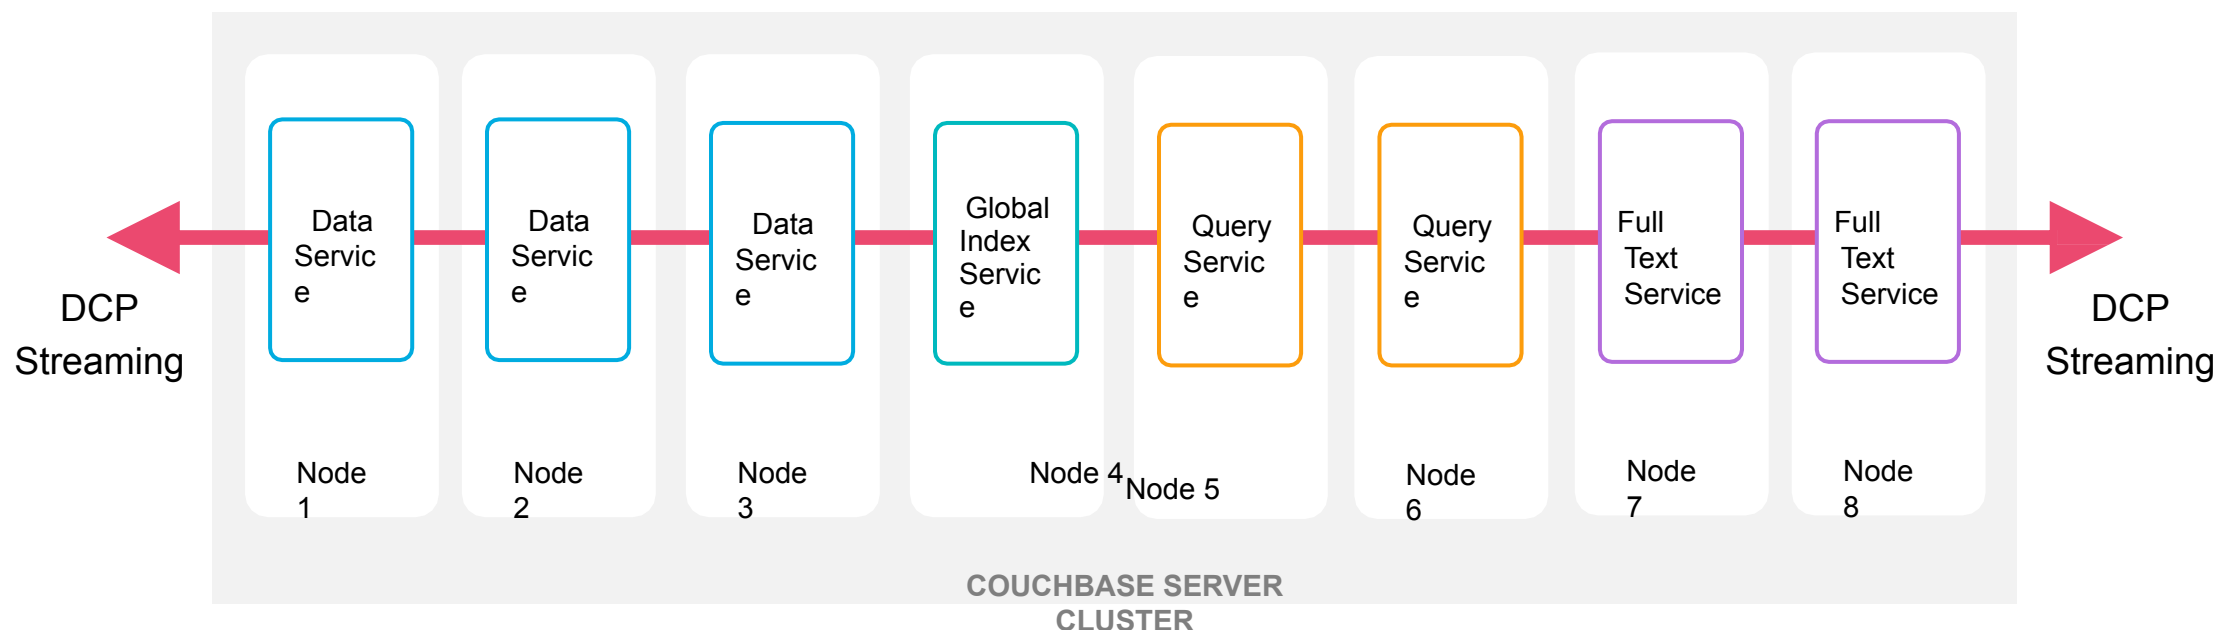 DCP
Streaming
Data
Servic
e
Data
Servic
e
Data
Servic
e
Global
Index
Servic
e
Query
Servic
e
Query
Servic
e
Full
Text
Service
Full
Text
Service
DCP
Streaming
Node
1
Node
2
Node
3
Node 4
Node 5
Node
6
Node
7
Node
8
COUCHBASE SERVER
CLUSTER